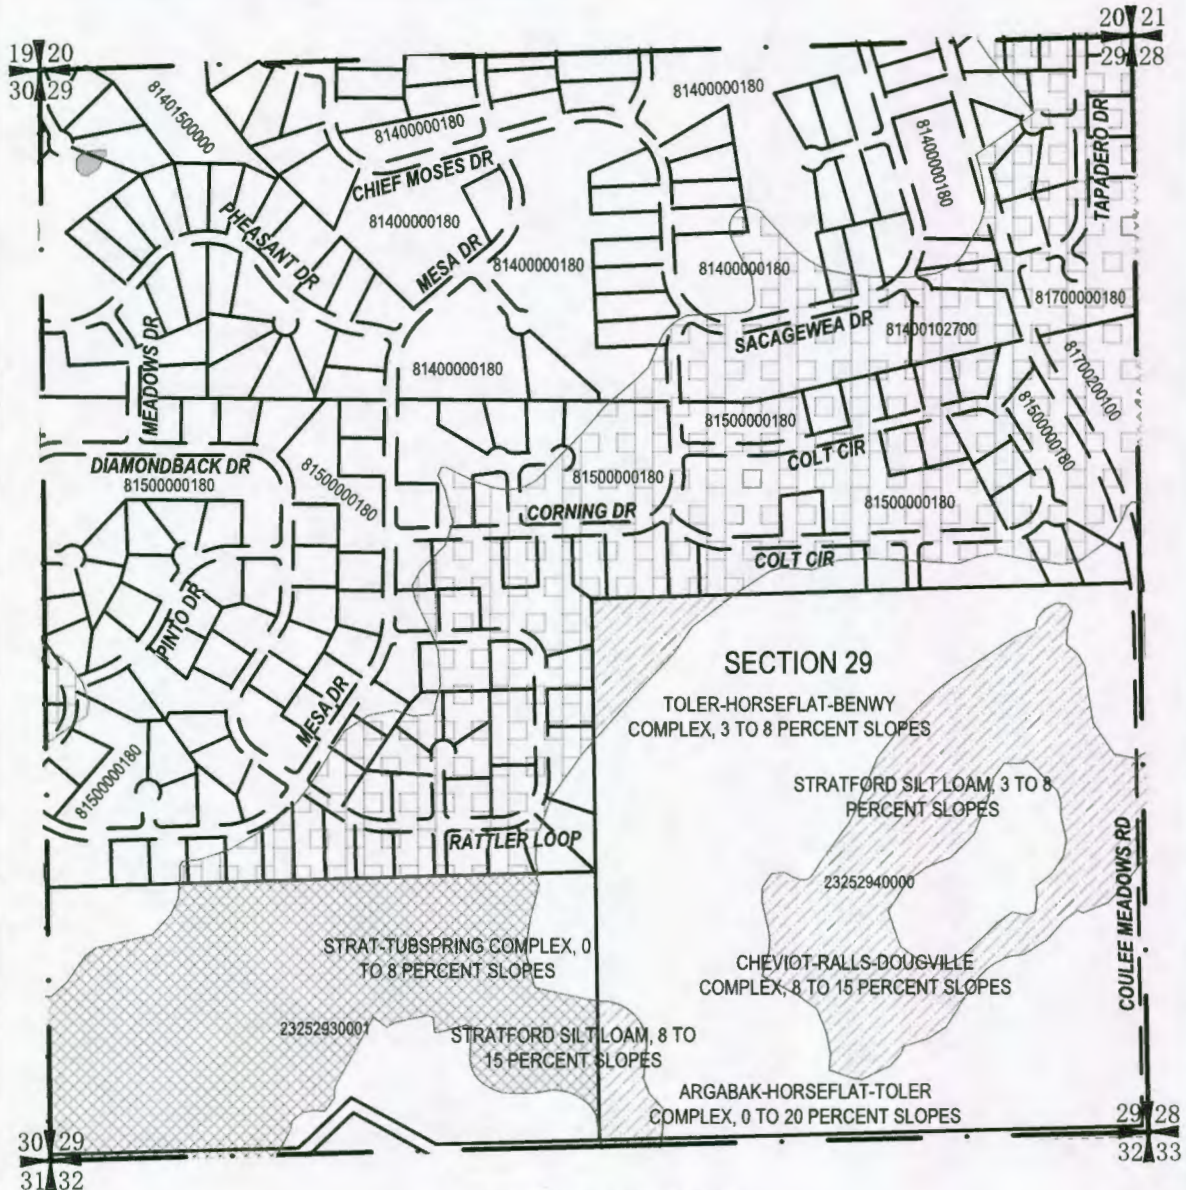 20 21
29 28
19 20
30 29
81401500000
81400000180
81400000180
CHIEF MOSES DR
81400000180
TAPADERO DR
PHEASANT DR
81400000180
MESA DR
81400000180
81400000180
81700000180
MEADOWS DR
SACAGEWEA DR
81400102700
81400000180
81700200100
81500000180
81500000180
COLT CIR
DIAMONDBACK DR
81500000180
81500000180
81500000180
81500000180
CORNING DR
COLT CIR
PINTO DR
SECTION 29
MESA DR
TOLER-HORSEFLAT-BENWY
COMPLEX, 3 TO 8 PERCENT SLOPES
81500000180
STRATFORD SILT LOAM, 3 TO 8
PERCENT SLOPES
RATTLER LOOP
COULEE MEADOWS RD
23252940000
STRAT-TUBSPRING COMPLEX, 0
TO 8 PERCENT SLOPES
CHEVIOT-RALLS-DOUGVILLE
COMPLEX, 8 TO 15 PERCENT SLOPES
23252930001
STRATFORD SILT LOAM, 8 TO
15 PERCENT SLOPES
ARGABAK-HORSEFLAT-TOLER
COMPLEX, 0 TO 20 PERCENT SLOPES
30 29
31 32
29 28
32 33